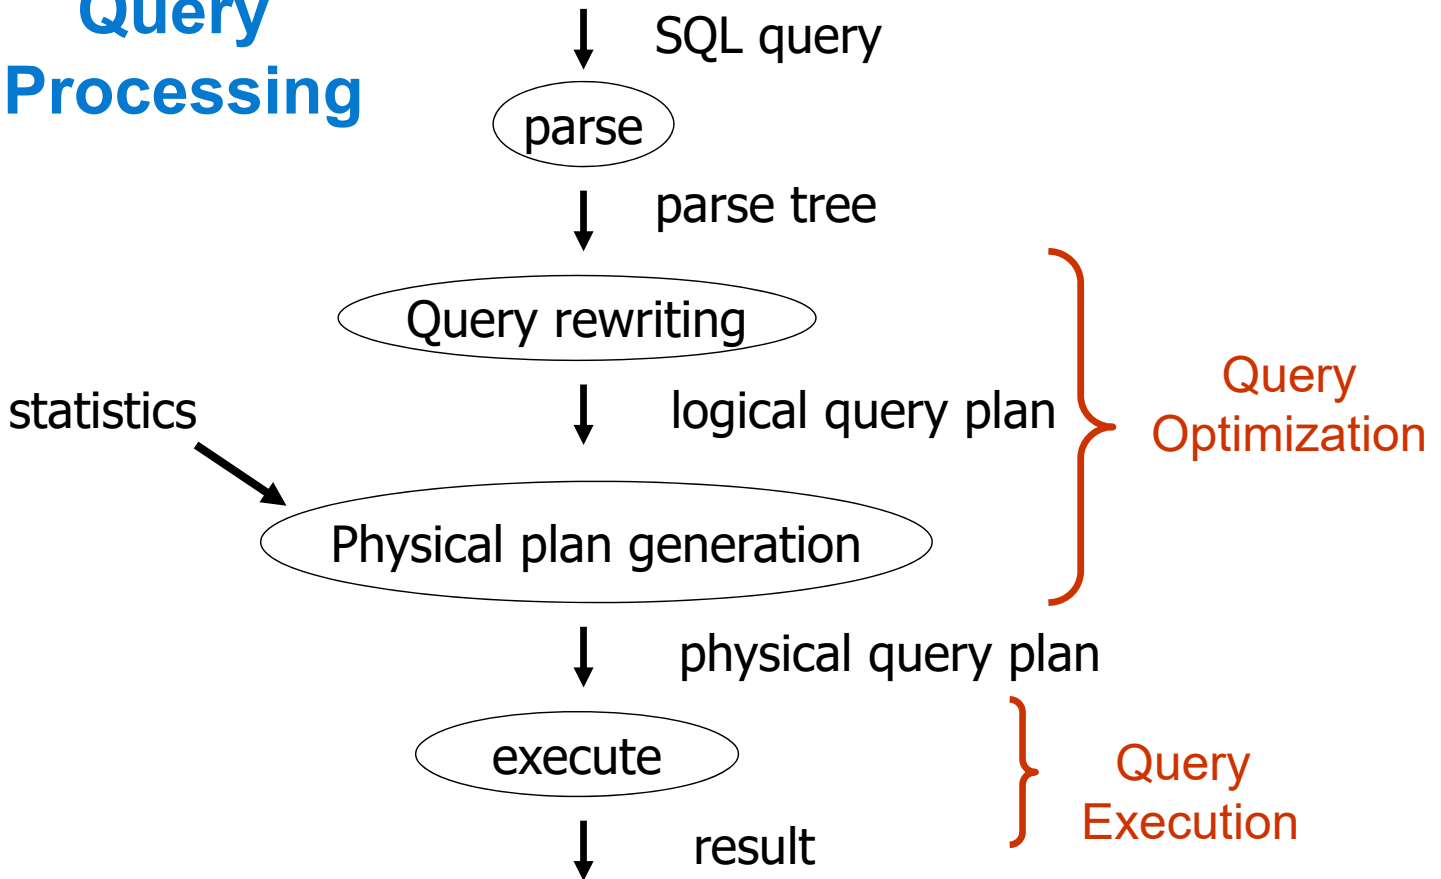 Query
Processing
SQL query
parse
parse tree
Query rewriting
statistics
logical query plan
Query
Optimization
Physical plan generation
physical query plan
execute
Query
Execution
result